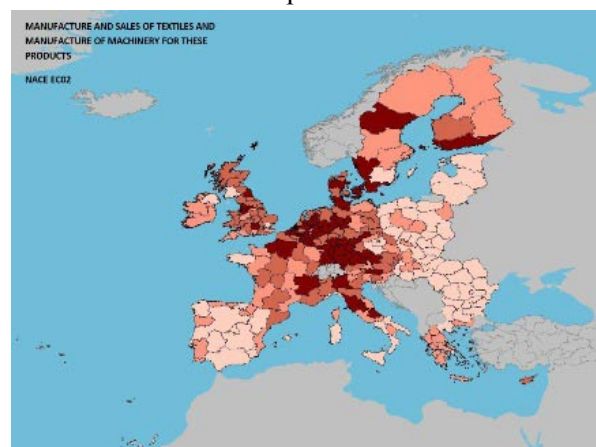 MANUFACTURE AND SALES OF TEXTILES AND
MANUFACTURE OF MACHINERY FOR THESE
PRODUCTS
NACE EC02